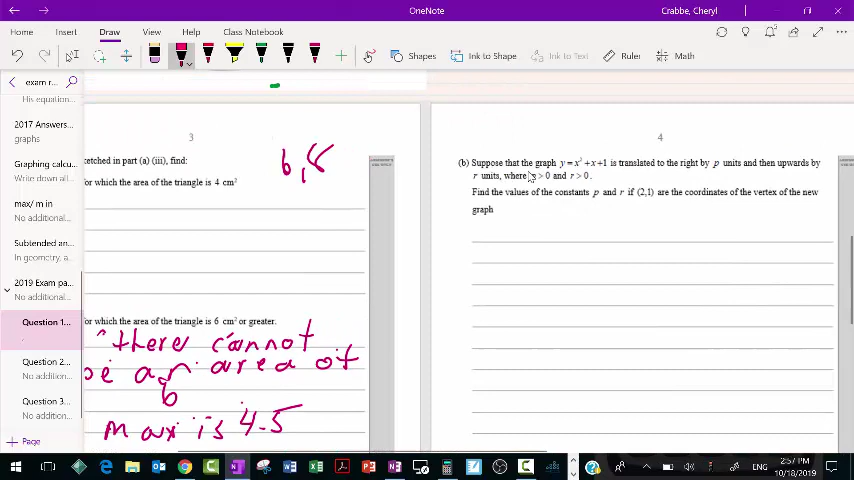 OneNote
Crabbe, Cheryl
Home
Insert
Draw
View
Help
Class Notebook
Shapes
Ink to Shape
Ink to Text
Ruler
Math
exam r...
His equation...
2017 Answers...
graphs
Graphing calcu...
Write down all...
max/ m in
No additional...
Subtended an...
In geometry, a...
2019 Exam pa...
No additional...
Question 1...
Question 2...
No addition...
Question 3...
No addition...
Page
3
sketched in part (a) (iii), find:
for which the area of the triangle is 4 cm²
6,8
for which the area of the triangle is 6 cm² or greater.
there cannot
be an area of
6
max is 4.5
4
(b) Suppose that the graph y = x² + x + 1 is translated to the right by p units and then upwards by
r units, where p > 0 and r > 0.
Find the values of the constants p and r if (2,1) are the coordinates of the vertex of the new
graph
ENG
2:57 PM
10/18/2019